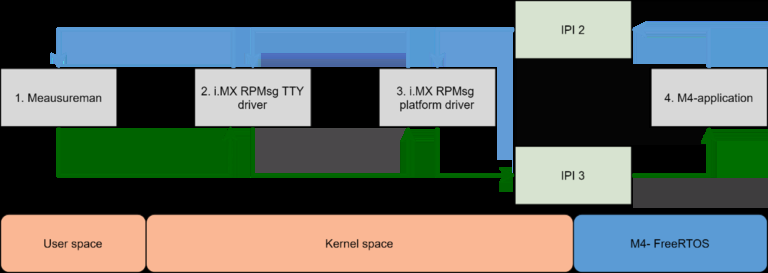 IPI 2
1. Meausureman
2. i.MX RPMsg TTY
driver
3. i.MX RPMsg
platform driver
4. M4-application
IPI 3
User space
Kernel space
M4- FreeRTOS